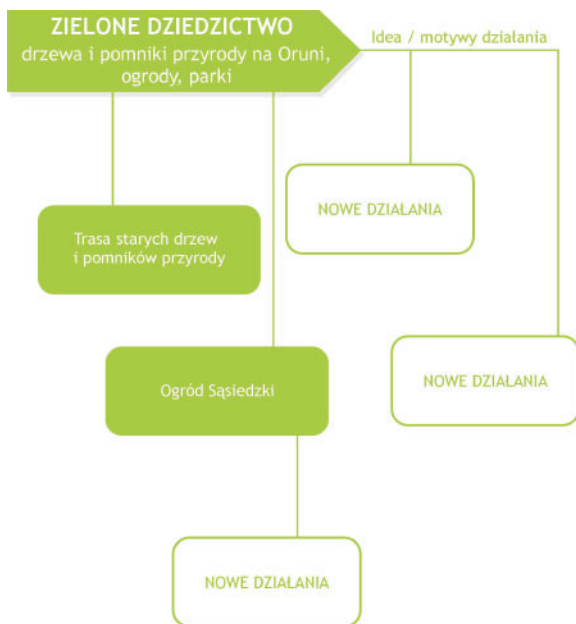 ZIELONE DZIEDZICTWO
drzewa i pomniki przyrody na Oruni,
ogrody, parki
Idea / motywy działania
NOWE DZIAŁANIA
Trasa starych drzew
i pomników przyrody
NOWE DZIAŁANIA
Ogród Sąsiedzki
NOWE DZIAŁANIA